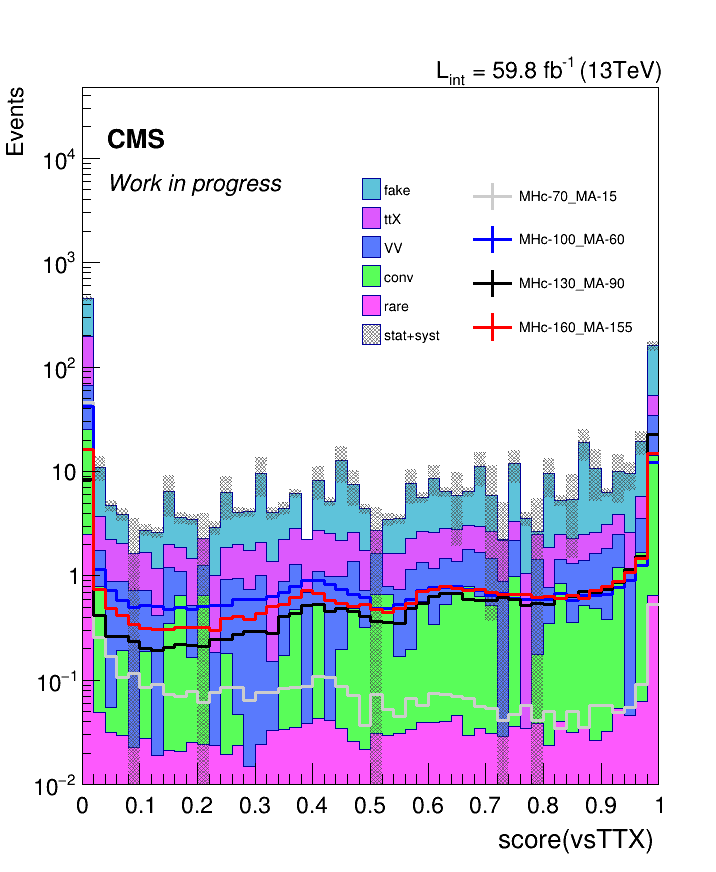 L_int = 59.8 fb^-1 (13TeV)
Events
CMS
Work in progress
fake
ttX
VV
conv
rare
stat+syst
MHc-70_MA-15
MHc-100_MA-60
MHc-130_MA-90
MHc-160_MA-155
10^4
10^3
10^2
10
1
10^−1
10^−2
0 0.1 0.2 0.3 0.4 0.5 0.6 0.7 0.8 0.9 1
score(vsTTX)